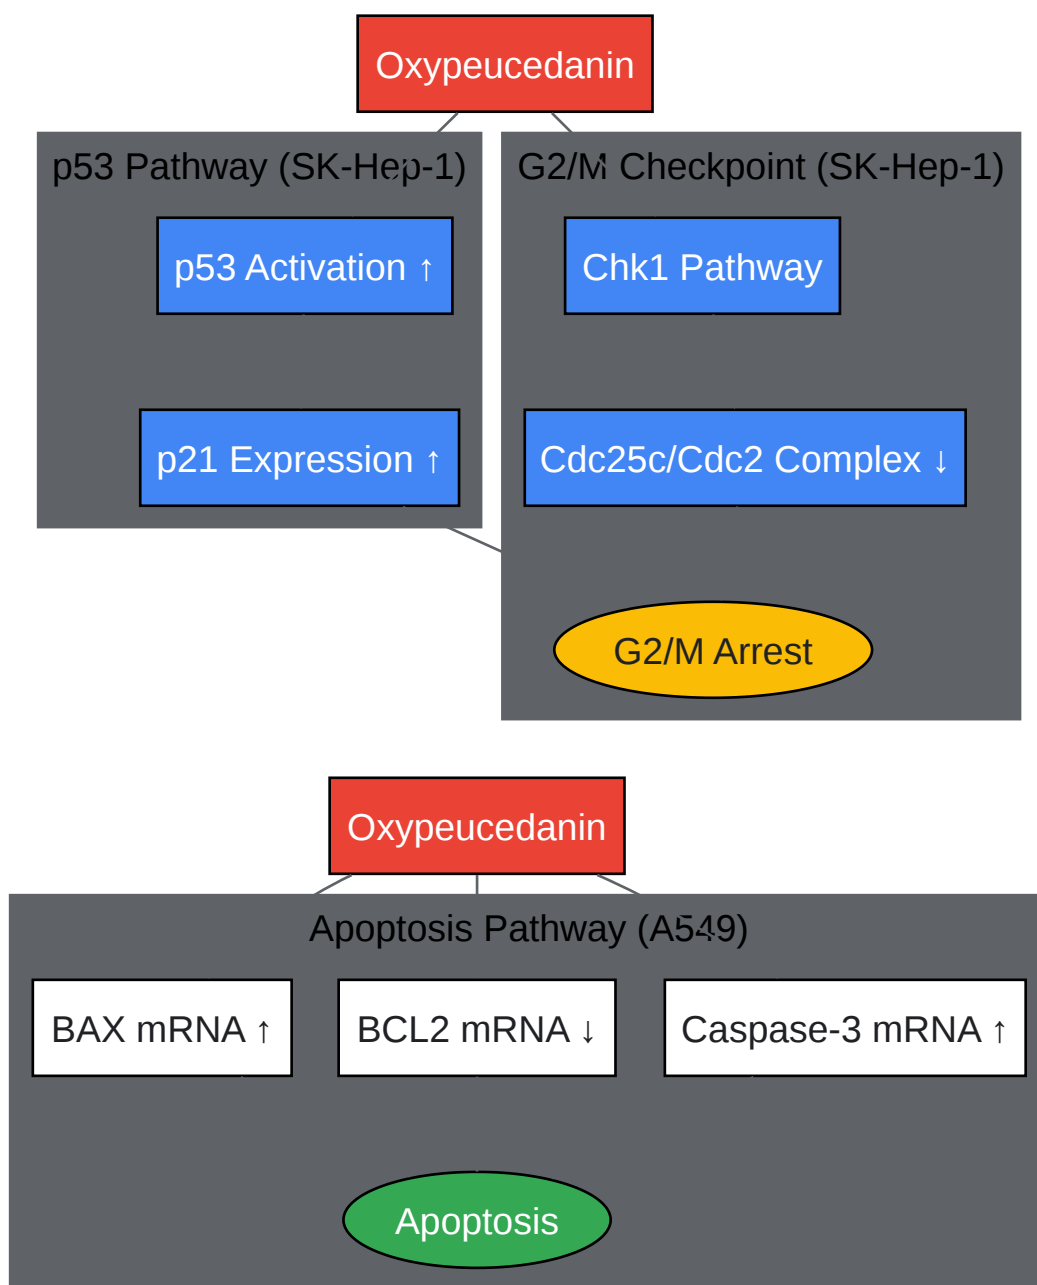 Oxypeucedanin
p53 Pathway (SK-Hep-1)
G2/M Checkpoint (SK-Hep-1)
p53 Activation ↑
Chk1 Pathway
p21 Expression ↑
Cdc25c/Cdc2 Complex ↓
G2/M Arrest
Oxypeucedanin
Apoptosis Pathway (A549)
BAX mRNA ↑
BCL2 mRNA ↓
Caspase-3 mRNA ↑
Apoptosis